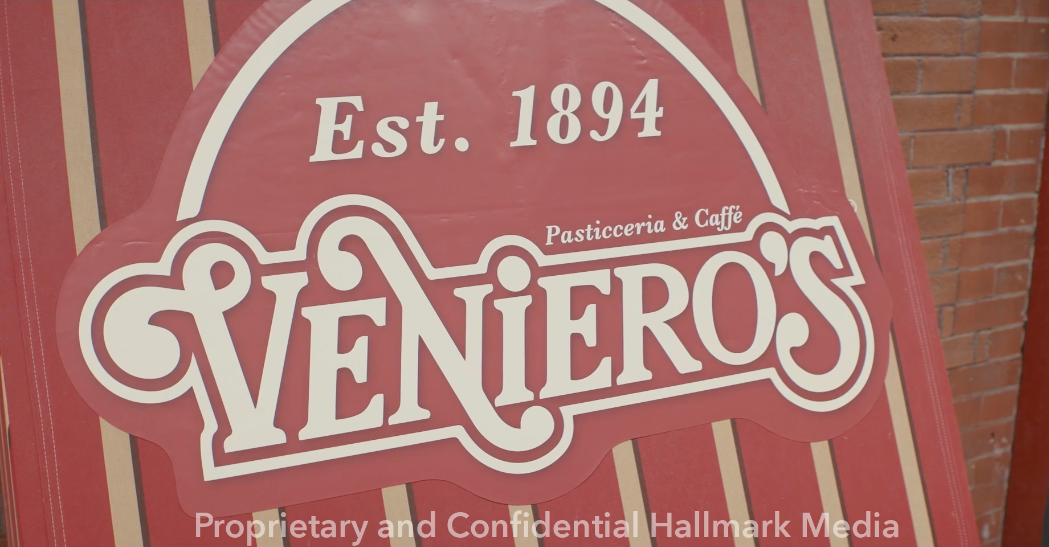 Est. 1894
Pasticceria & Caffé
VENiERO'S
Proprietary and Confidential Hallmark Media